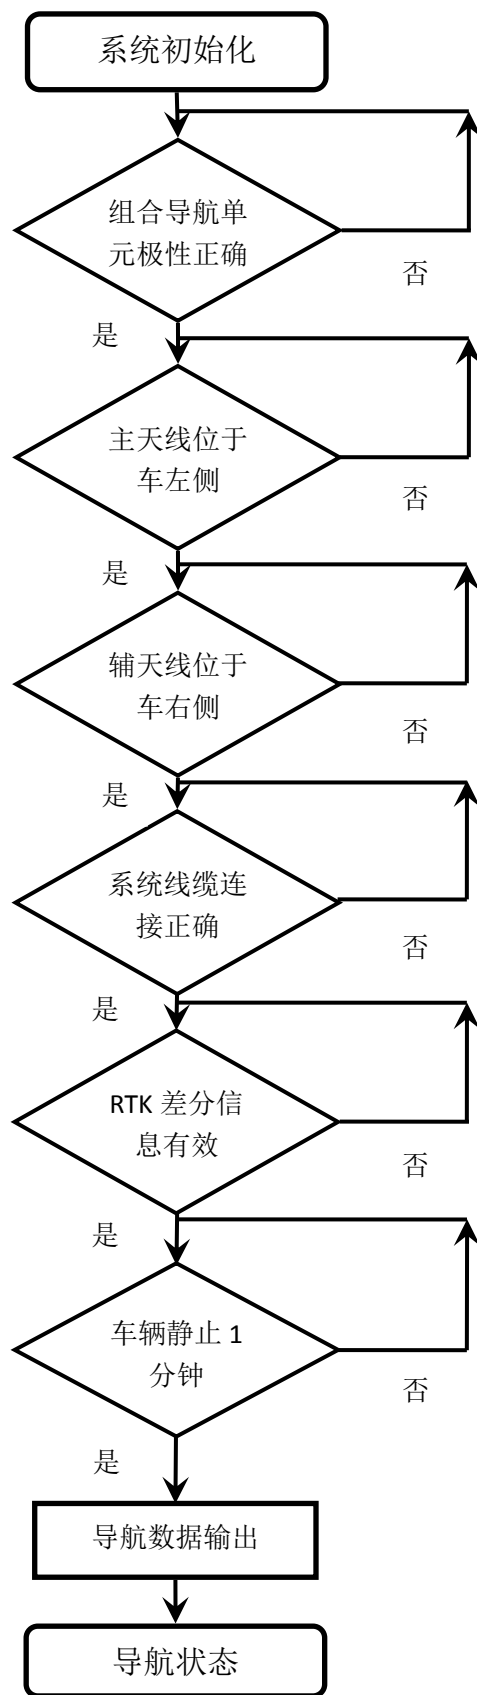 系统初始化
组合导航单
元极性正确
否
是
主天线位于
车左侧
否
是
辅天线位于
车右侧
否
是
系统线缆连
接正确
否
是
RTK 差分信
息有效
否
是
车辆静止 1
分钟
否
是
导航数据输出
导航状态